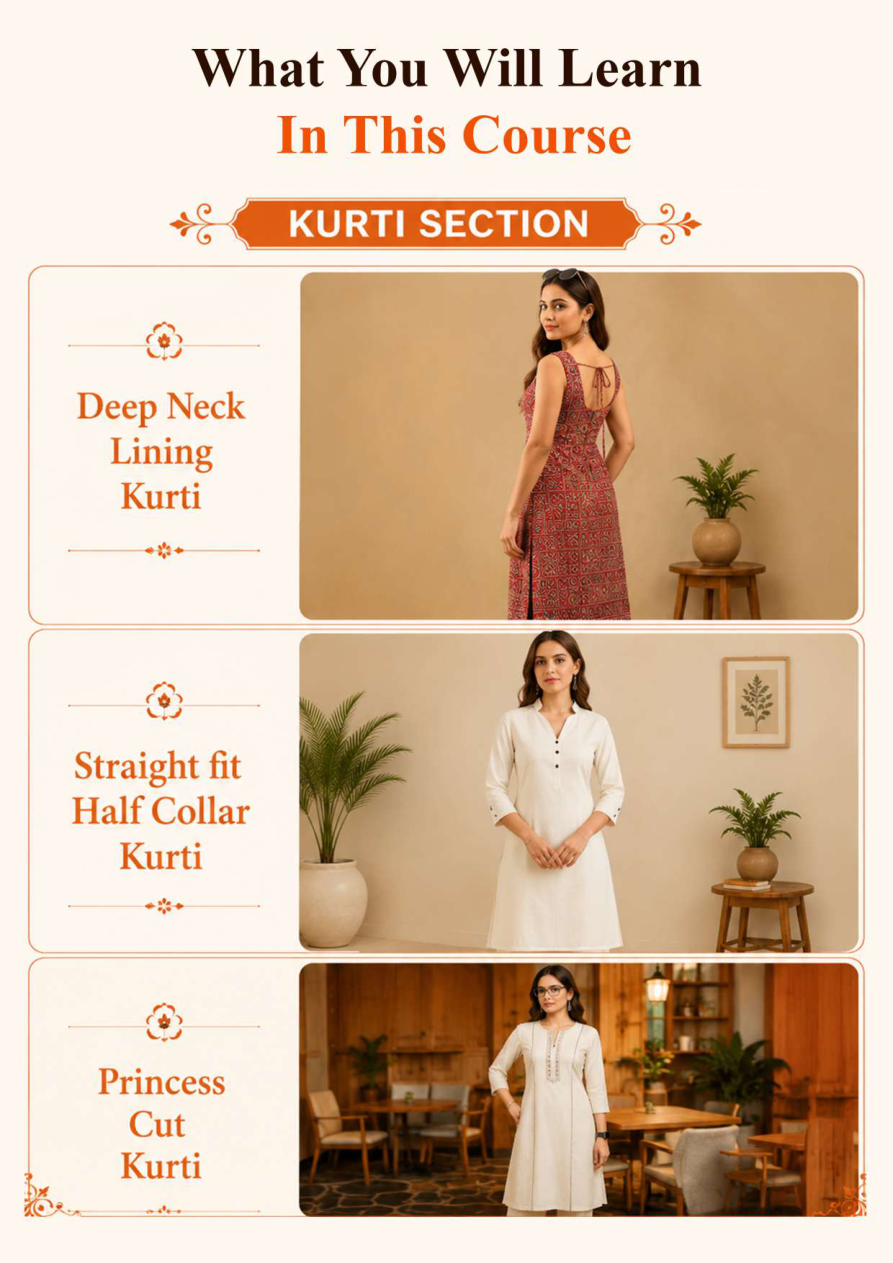 What You Will Learn
In This Course
KURTI SECTION
Deep Neck
Lining
Kurti
Straight fit
Half Collar
Kurti
Princess
Cut
Kurti